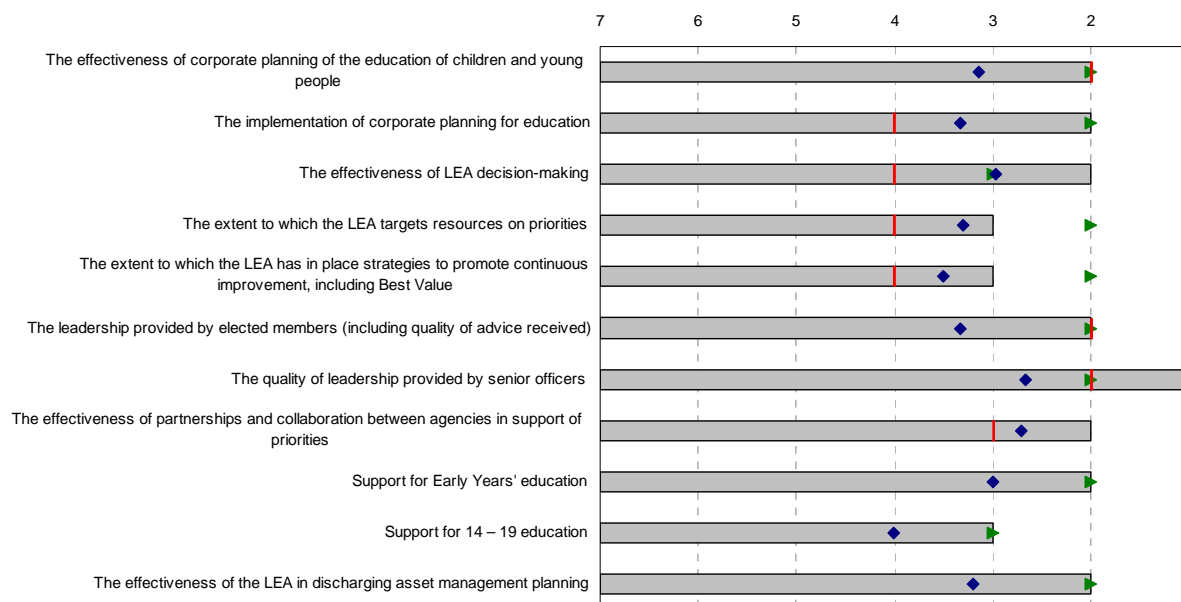 7 6 5 4 3 2
The effectiveness of corporate planning of the education of children and young
people
The implementation of corporate planning for education
The effectiveness of LEA decision-making
The extent to which the LEA targets resources on priorities
The extent to which the LEA has in place strategies to promote continuous
improvement, including Best Value
The leadership provided by elected members (including quality of advice received)
The quality of leadership provided by senior officers
The effectiveness of partnerships and collaboration between agencies in support of
priorities
Support for Early Years' education
Support for 14 – 19 education
The effectiveness of the LEA in discharging asset management planning